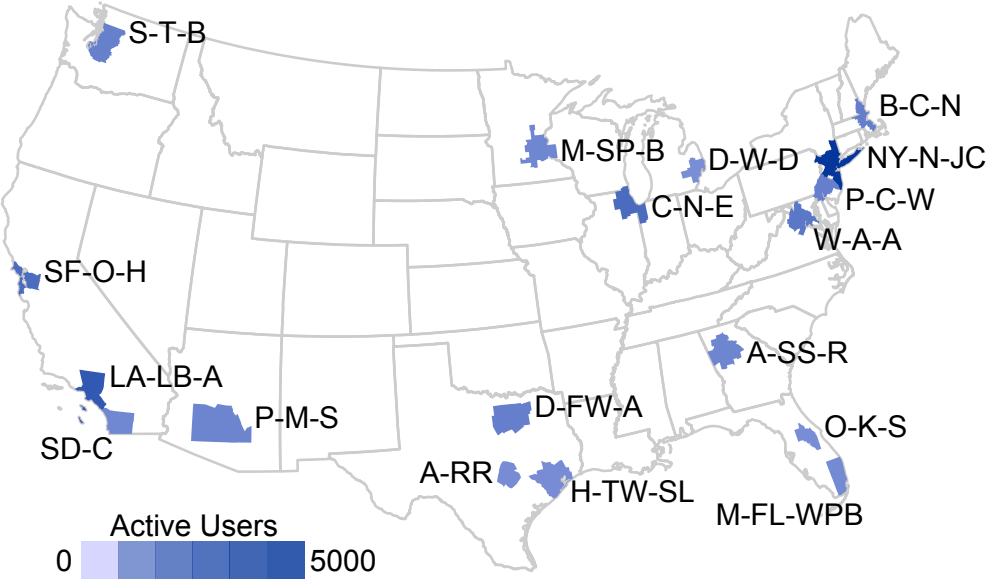 S-T-B
B-C-N
M-SP-B
D-W-D
NY-N-JC
P-C-W
C-N-E
W-A-A
SF-O-H
A-SS-R
LA-LB-A
P-M-S
D-FW-A
O-K-S
SD-C
A-RR
H-TW-SL
M-FL-WPB
Active Users
0 5000